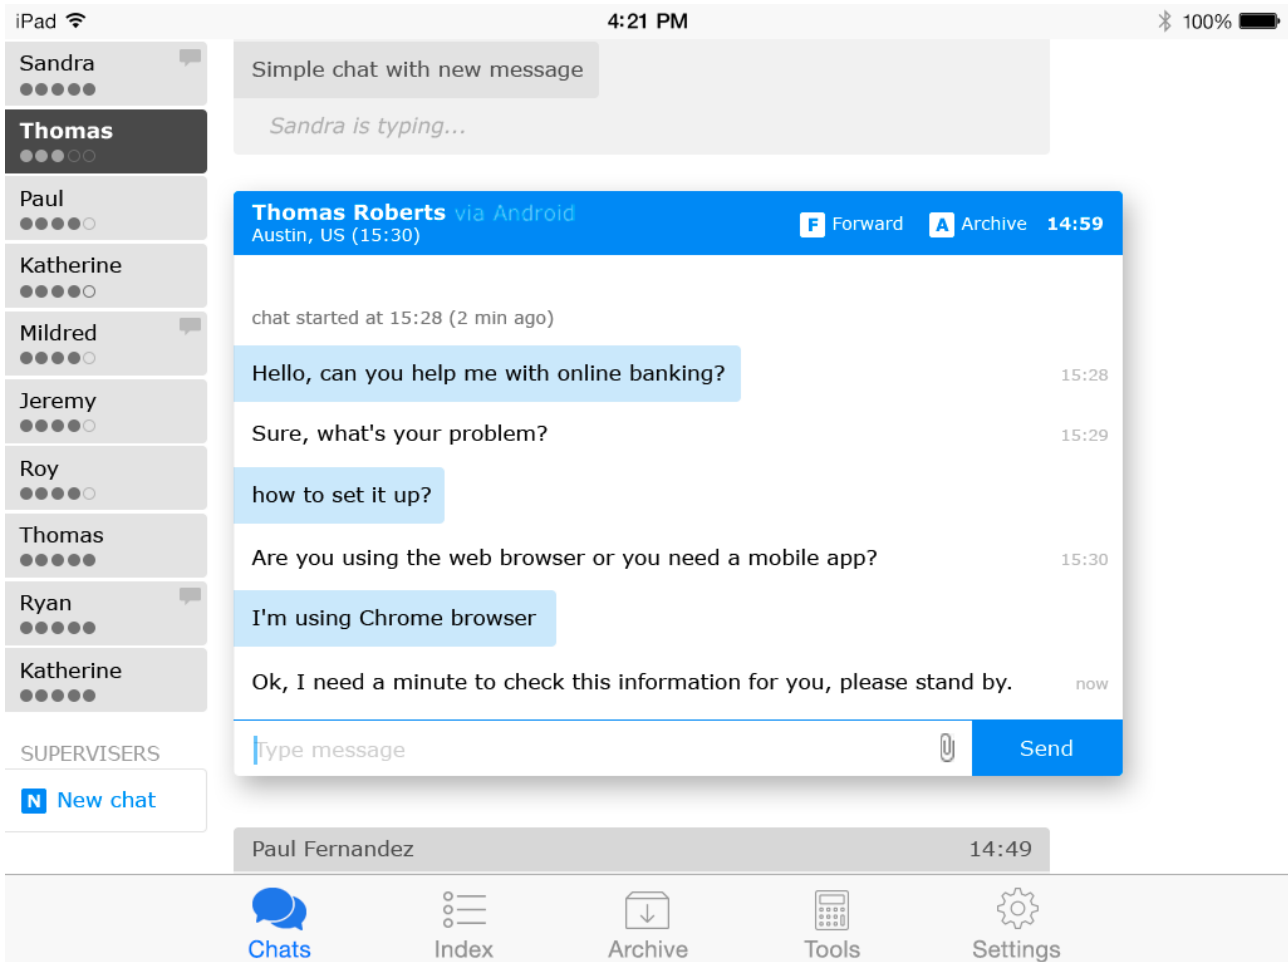 iPad
4:21 PM
100%
Sandra
Thomas
Paul
Katherine
Mildred
Jeremy
Roy
Thomas
Ryan
Katherine
SUPERVISERS
N New chat
Simple chat with new message
Sandra is typing...
Thomas Roberts via Android
Austin, US (15:30)
F Forward
A Archive
14:59
chat started at 15:28 (2 min ago)
Hello, can you help me with online banking? 15:28
Sure, what's your problem? 15:29
how to set it up?
Are you using the web browser or you need a mobile app? 15:30
I'm using Chrome browser
Ok, I need a minute to check this information for you, please stand by. now
Type message
Send
Paul Fernandez 14:49
Chats
Index
Archive
Tools
Settings